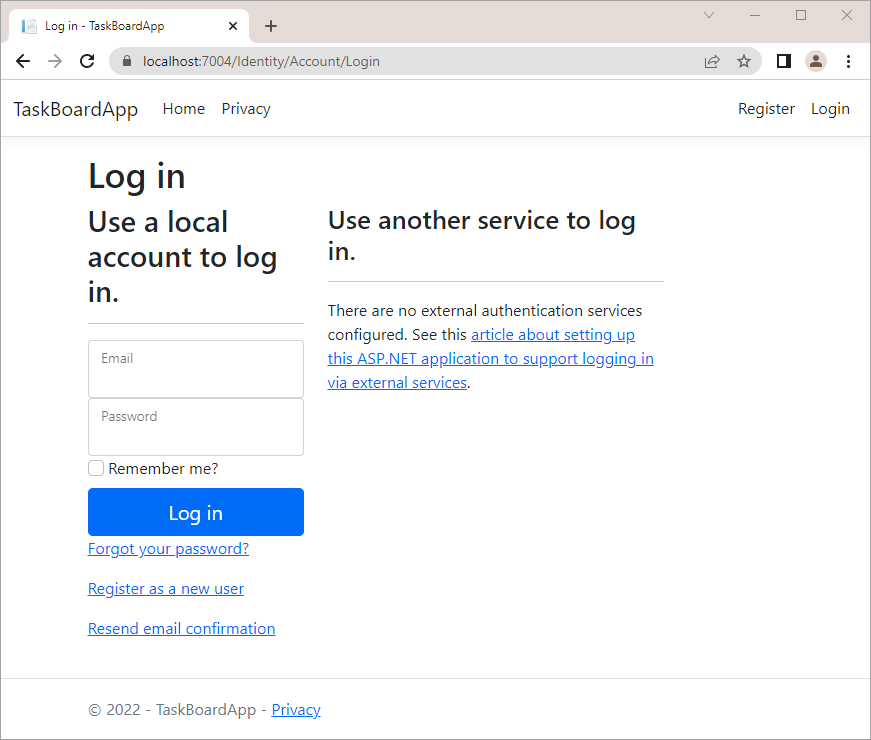 Log in - TaskBoardApp
localhost:7004/Identity/Account/Login
TaskBoardApp Home Privacy Register Login
Log in
Use a local
account to log
in.
Email
Password
Remember me?
Log in
Forgot your password?
Register as a new user
Resend email confirmation
Use another service to log
in.
There are no external authentication services
configured. See this article about setting up
this ASP.NET application to support logging in
via external services.
© 2022 - TaskBoardApp - Privacy